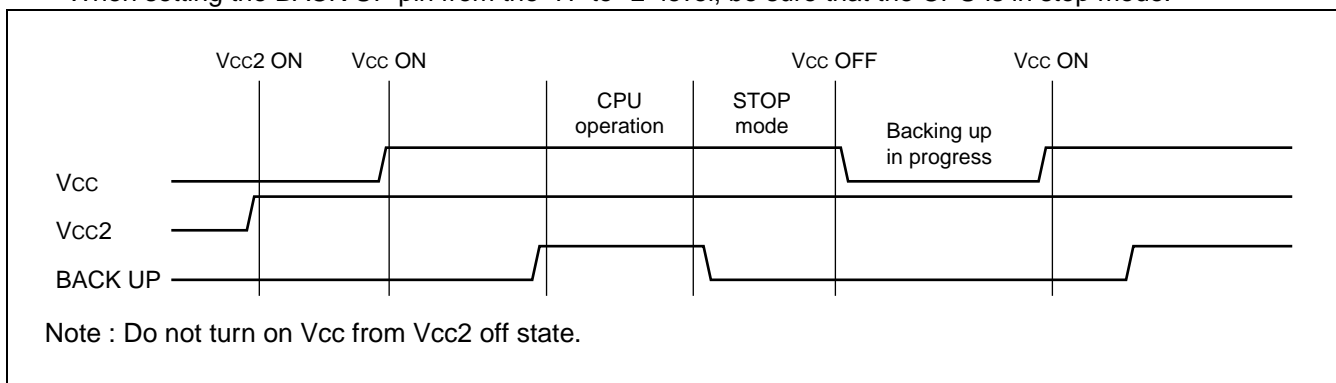 When setting the BACK UP pin from the "H" to "L" level, be sure that the CPU is in stop mode.
VCC2 ON VCC ON VCC OFF VCC ON
CPU operation
STOP mode
Backing up in progress
VCC
VCC2
BACK UP
Note : Do not turn on VCC from VCC2 off state.